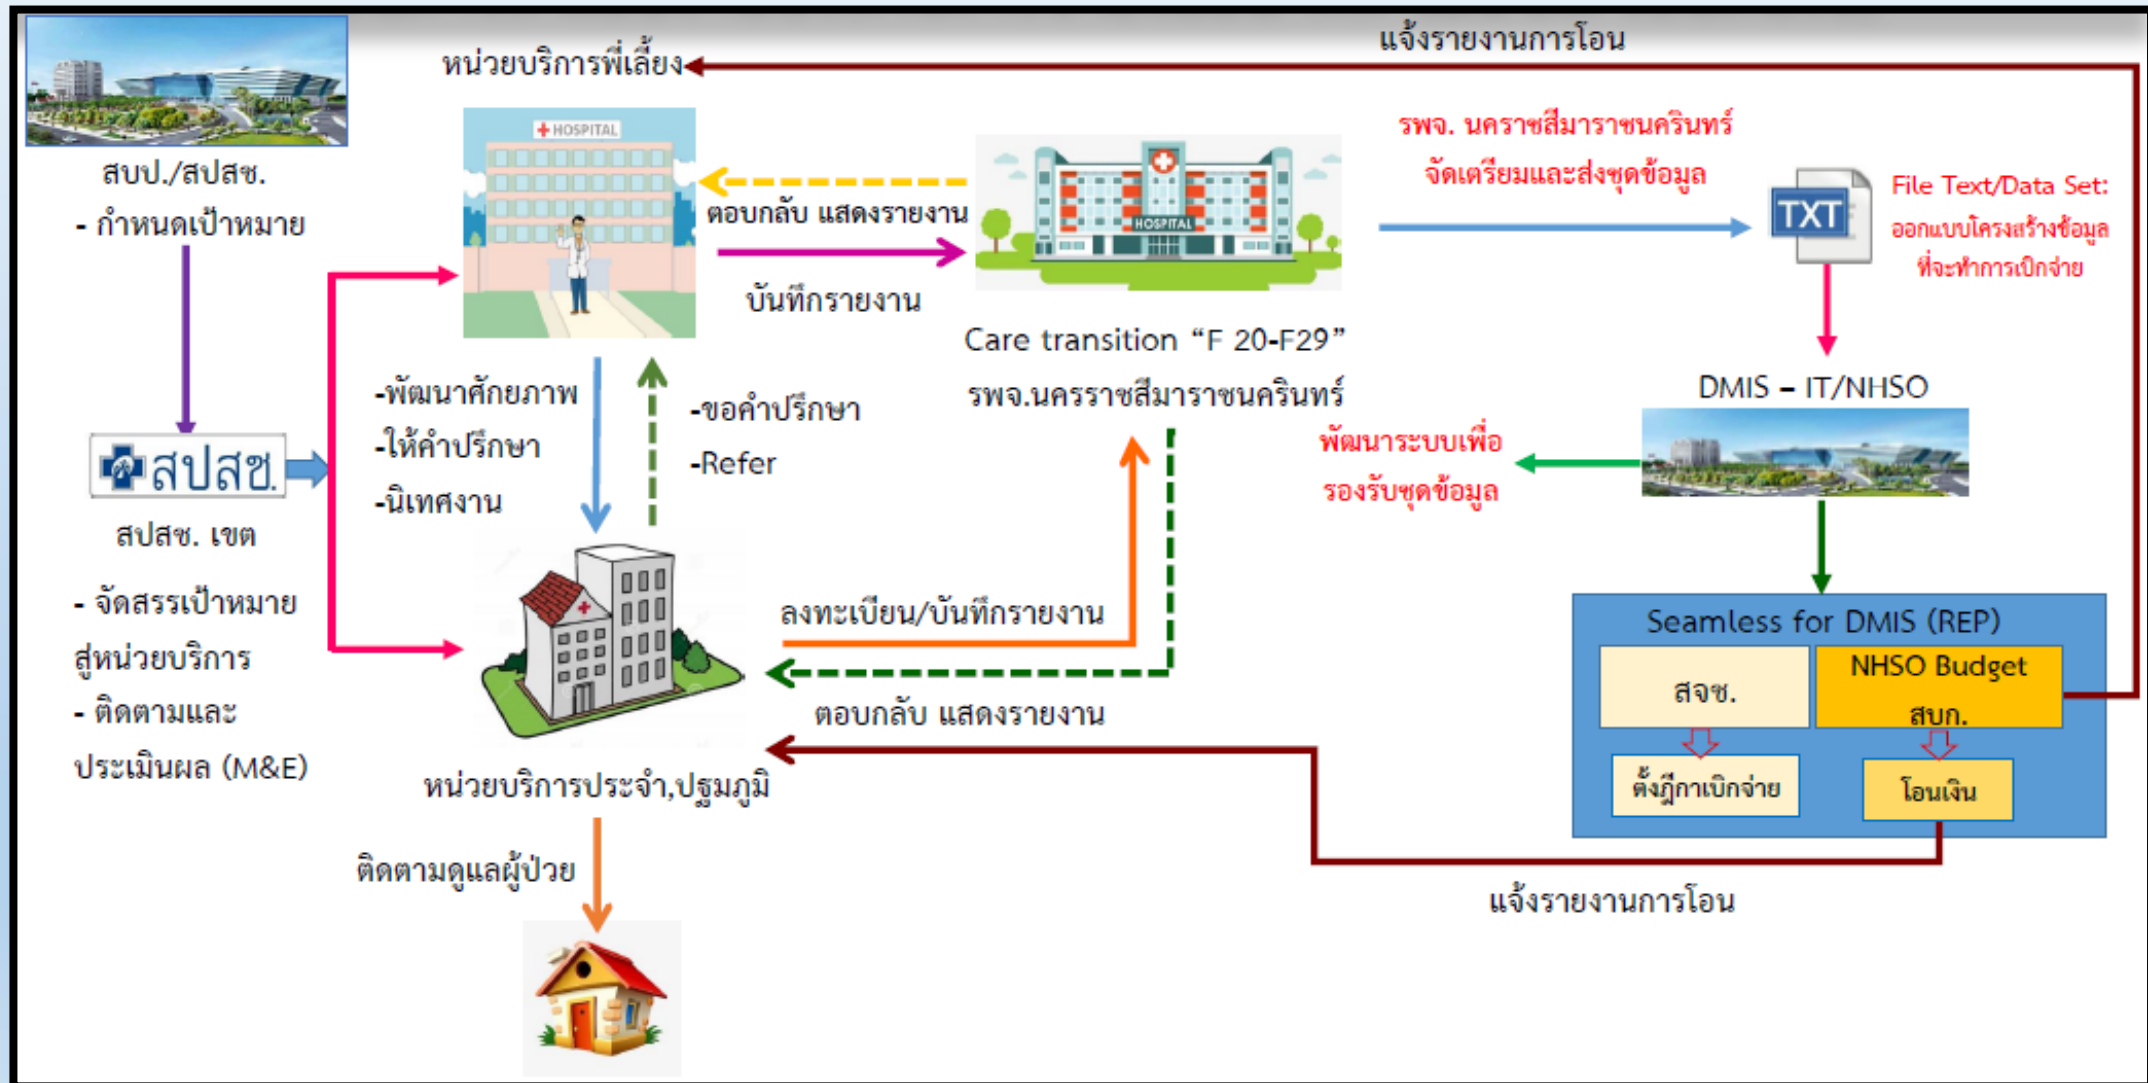 แจ้งรายงานการโอน
หน่วยบริการพี่เลี้ยง
HOSPITAL
สบป./สปสช.
- กำหนดเป้าหมาย
ตอบกลับ แสดงรายงาน
บันทึกรายงาน
HOSPITAL
รพจ. นคราชสีมาราชนครินทร์
จัดเตรียมและส่งชุดข้อมูล
TXT
File Text/Data Set:
ออกแบบโครงสร้างข้อมูล
ที่จะทำการเบิกจ่าย
Care transition “F 20-F29”
รพจ.นครราชสีมาราชนครินทร์
DMIS – IT/NHSO
พัฒนาระบบเพื่อ
รองรับชุดข้อมูล
-พัฒนาศักยภาพ
-ให้คำปรึกษา
-นิเทศงาน
-ขอคำปรึกษา
-Refer
สปสช.
สปสช. เขต
- จัดสรรเป้าหมาย
สู่หน่วยบริการ
- ติดตามและ
ประเมินผล (M&E)
ลงทะเบียน/บันทึกรายงาน
ตอบกลับ แสดงรายงาน
หน่วยบริการประจำ,ปฐมภูมิ
ติดตามดูแลผู้ป่วย
Seamless for DMIS (REP)
สจช.
NHSO Budget
สบก.
ตั้งฎีกาเบิกจ่าย
โอนเงิน
แจ้งรายงานการโอน